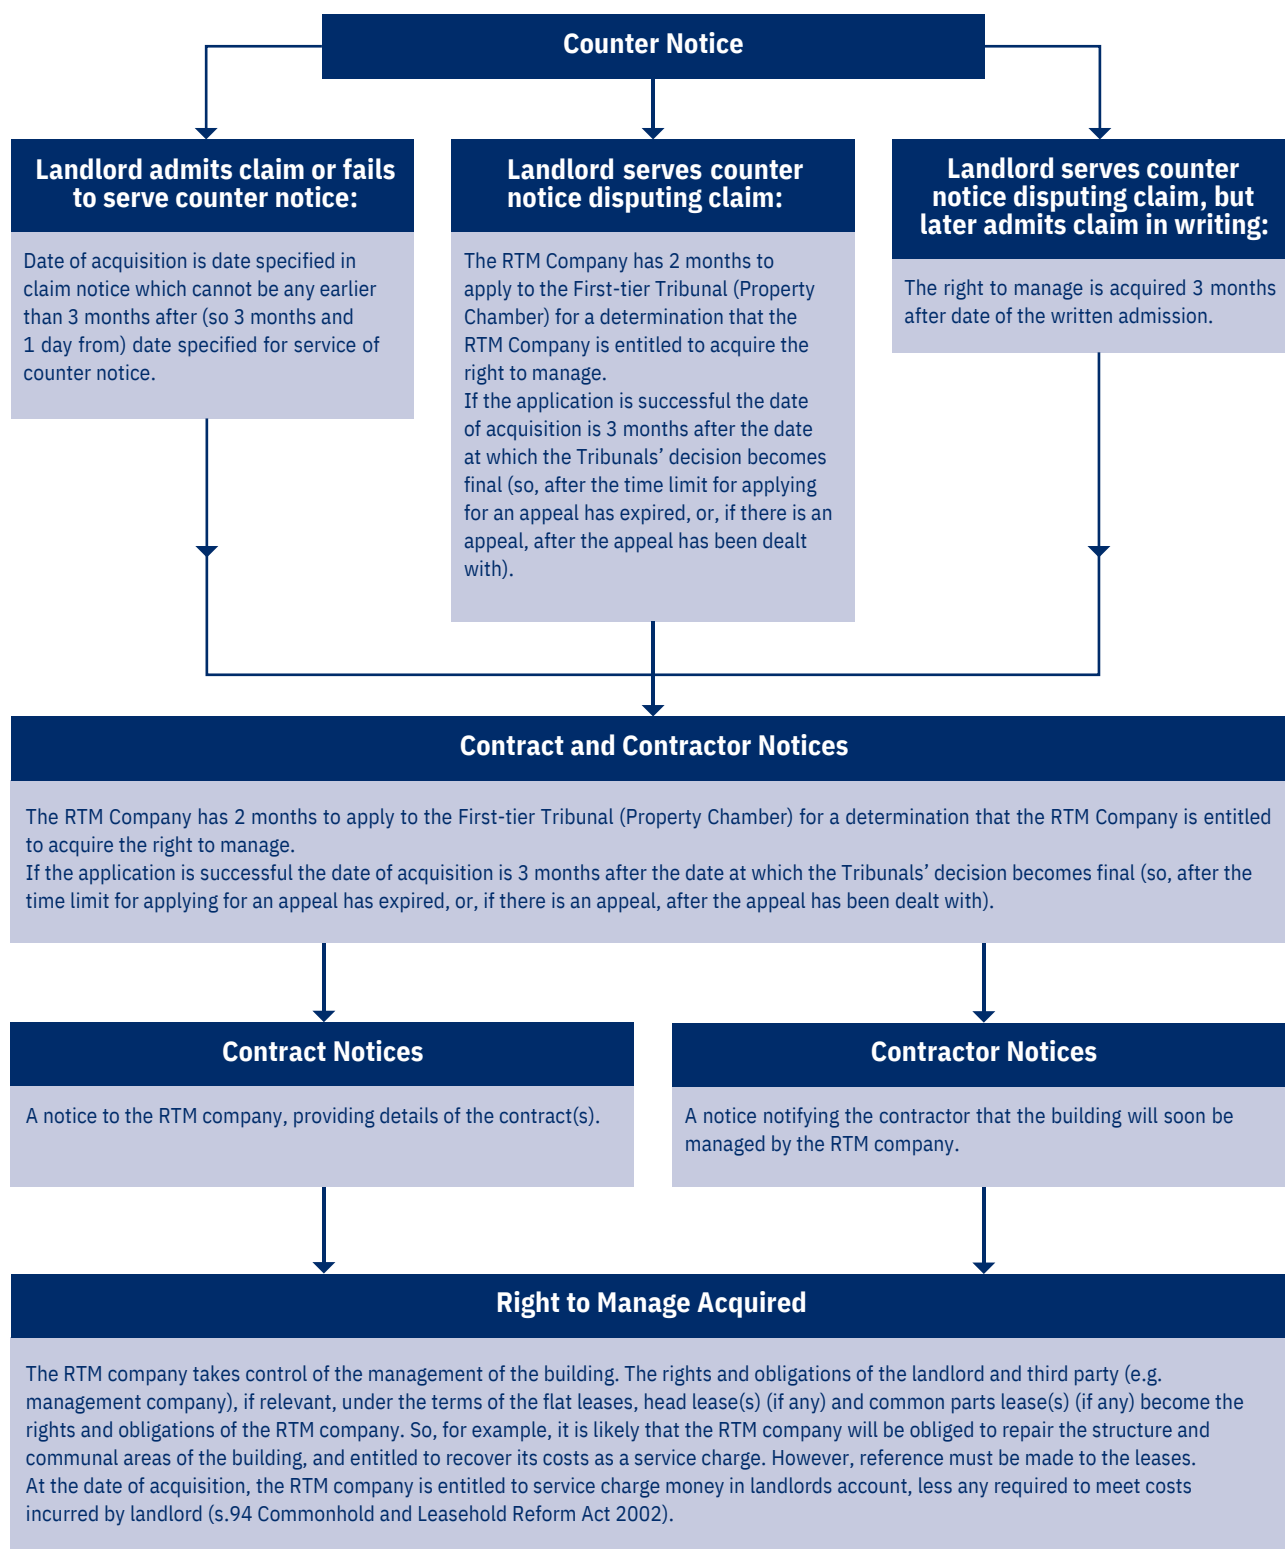 Counter Notice
Landlord admits claim or fails
to serve counter notice:
Date of acquisition is date specified in
claim notice which cannot be any earlier
than 3 months after (so 3 months and
1 day from) date specified for service of
counter notice.
Landlord serves counter
notice disputing claim:
The RTM Company has 2 months to
apply to the First-tier Tribunal (Property
Chamber) for a determination that the
RTM Company is entitled to acquire the
right to manage.
If the application is successful the date
of acquisition is 3 months after the date
at which the Tribunals’ decision becomes
final (so, after the time limit for applying
for an appeal has expired, or, if there is an
appeal, after the appeal has been dealt
with).
Landlord serves counter
notice disputing claim, but
later admits claim in writing:
The right to manage is acquired 3 months
after date of the written admission.
Contract and Contractor Notices
The RTM Company has 2 months to apply to the First-tier Tribunal (Property Chamber) for a determination that the RTM Company is entitled
to acquire the right to manage.
If the application is successful the date of acquisition is 3 months after the date at which the Tribunals’ decision becomes final (so, after the
time limit for applying for an appeal has expired, or, if there is an appeal, after the appeal has been dealt with).
Contract Notices
A notice to the RTM company, providing details of the contract(s).
Contractor Notices
A notice notifying the contractor that the building will soon be
managed by the RTM company.
Right to Manage Acquired
The RTM company takes control of the management of the building. The rights and obligations of the landlord and third party (e.g.
management company), if relevant, under the terms of the flat leases, head lease(s) (if any) and common parts lease(s) (if any) become the
rights and obligations of the RTM company. So, for example, it is likely that the RTM company will be obliged to repair the structure and
communal areas of the building, and entitled to recover its costs as a service charge. However, reference must be made to the leases.
At the date of acquisition, the RTM company is entitled to service charge money in landlords account, less any required to meet costs
incurred by landlord (s.94 Commonhold and Leasehold Reform Act 2002).